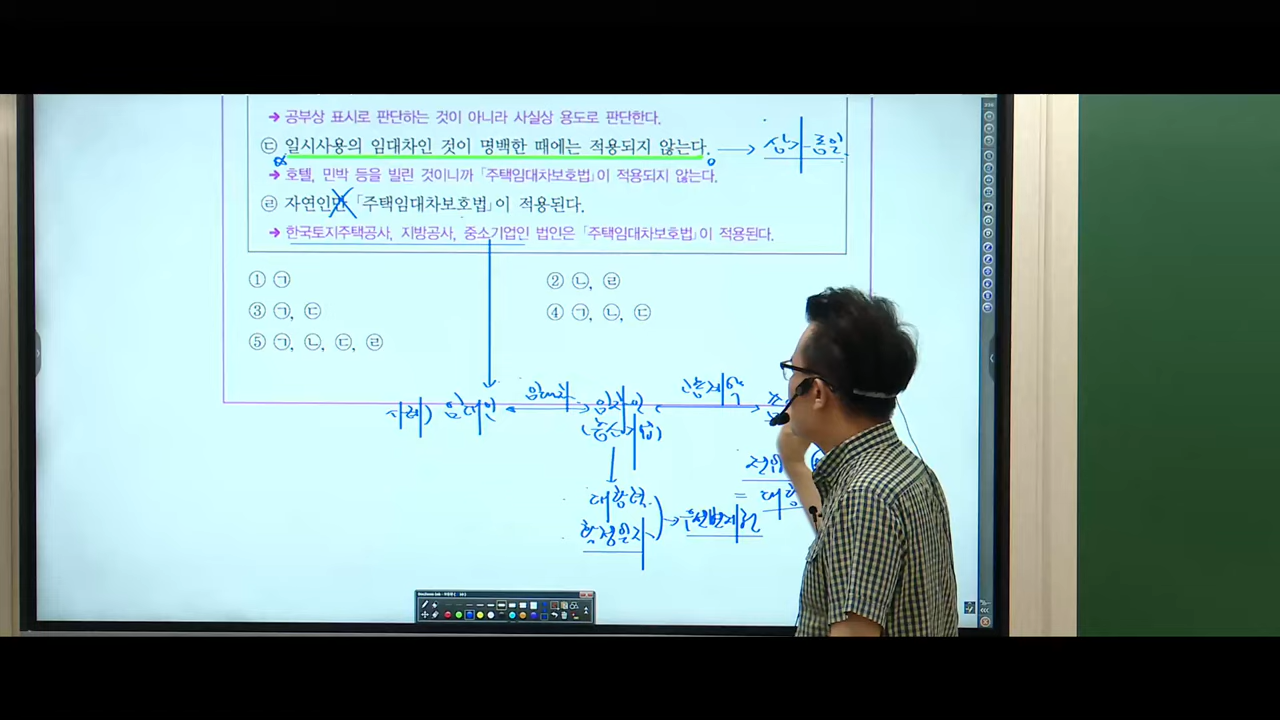 → 공부상 표시로 판단하는 것이 아니라 사실상 용도로 판단한다.
㉢ 일시사용의 임대차인 것이 명백한 때에는 적용되지 않는다. → 상가 동일
→ 호텔, 민박 등을 빌린 것이니까 「주택임대차보호법」이 적용되지 않는다.
㉣ 자연인만 「주택임대차보호법」이 적용된다.
→ 한국토지주택공사, 지방공사, 중소기업인 법인은 「주택임대차보호법」이 적용된다.
① ㉠
② ㉡, ㉣
③ ㉠, ㉢
④ ㉠, ㉡, ㉢
⑤ ㉠, ㉡, ㉢, ㉣
사례) 임대인 임대차 임차인
(중소기업)
대항력
확정일자 → 우선변제권
= 대항